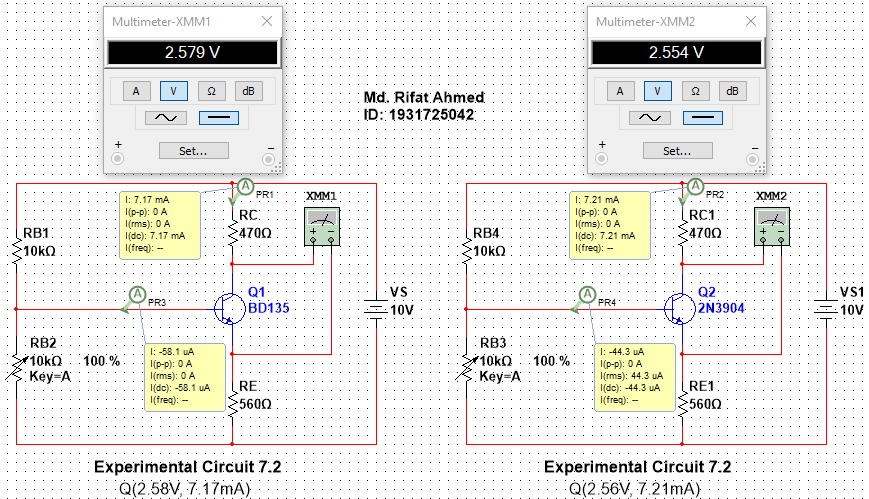 Multimeter-XMM1
2.579 V
A V Ω dB
+ −
Set...
Multimeter-XMM2
2.554 V
A V Ω dB
+ −
Set...
Md. Rifat Ahmed
ID: 1931725042
I: 7.17 mA
I(p-p): 0 A
I(rms): 0 A
I(dc): 7.17 mA
I(freq): --
A
PR1
XMM1
+ −
RB1
10kΩ
RC
470Ω
A
PR3
Q1
BD135
VS
10V
RB2
10kΩ
Key=A
100 %
I: -58.1 uA
I(p-p): 0 A
I(rms): 0 A
I(dc): -58.1 uA
I(freq): --
RE
560Ω
Experimental Circuit 7.2
Q(2.58V, 7.17mA)
I: 7.21 mA
I(p-p): 0 A
I(rms): 0 A
I(dc): 7.21 mA
I(freq): --
A
PR2
XMM2
+ −
RB4
10kΩ
RC1
470Ω
A
PR4
Q2
2N3904
VS1
10V
RB3
10kΩ
Key=A
100 %
I: -44.3 uA
I(p-p): 0 A
I(rms): 44.3 uA
I(dc): -44.3 uA
I(freq): --
RE1
560Ω
Experimental Circuit 7.2
Q(2.56V, 7.21mA)